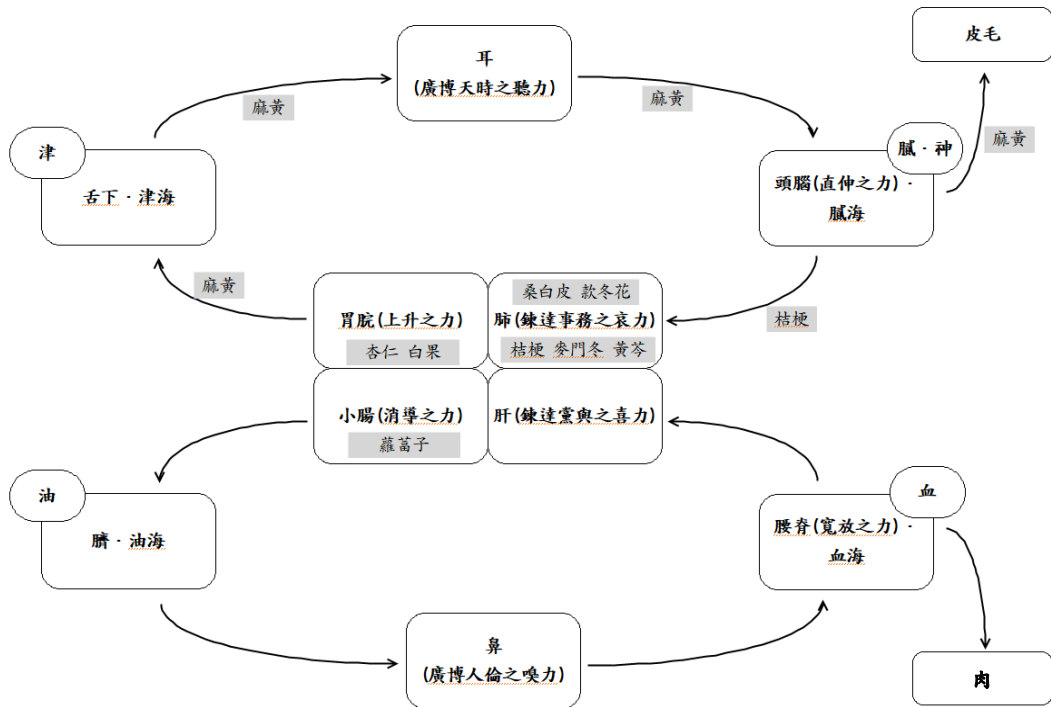 皮毛
耳
(廣博天時之聽力)
麻黃
麻黃
麻黃
津
膩·神
舌下·津海
頭腦(直伸之力)·
膩海
麻黃
桑白皮 款冬花
胃脘(上升之力)
肺(鍊達事務之哀力)
桔梗
杏仁 白果
桔梗 麥門冬 黃芩
小腸(消導之力)
肝(鍊達黨與之喜力)
蘿葍子
油
血
臍·油海
腰脊(寬放之力)·
血海
鼻
(廣博人倫之嗅力)
肉